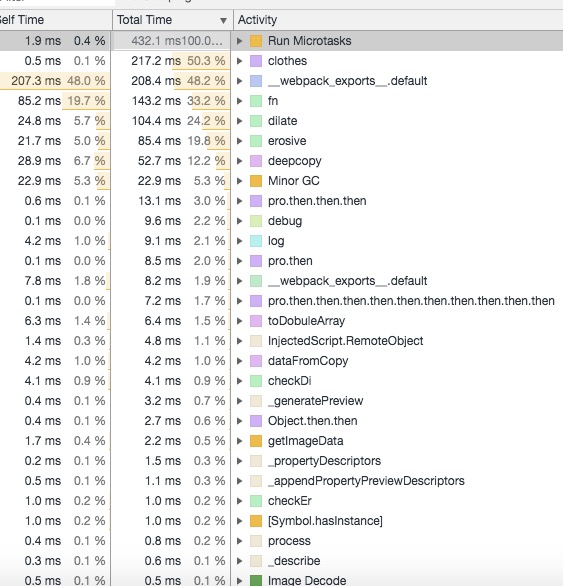 Self Time Total Time ▼ Activity
1.9 ms 0.4 % 432.1 ms 100.0... ▶ Run Microtasks
0.5 ms 0.1 % 217.2 ms 50.3 % ▶ clothes
207.3 ms 48.0 % 208.4 ms 48.2 % ▶ __webpack_exports__.default
85.2 ms 19.7 % 143.2 ms 33.2 % ▶ fn
24.8 ms 5.7 % 104.4 ms 24.2 % ▶ dilate
21.7 ms 5.0 % 85.4 ms 19.8 % ▶ erosive
28.9 ms 6.7 % 52.7 ms 12.2 % ▶ deepcopy
22.9 ms 5.3 % 22.9 ms 5.3 % ▶ Minor GC
0.6 ms 0.1 % 13.1 ms 3.0 % ▶ pro.then.then
0.1 ms 0.0 % 9.6 ms 2.2 % ▶ debug
4.2 ms 1.0 % 9.1 ms 2.1 % ▶ log
0.1 ms 0.0 % 8.5 ms 2.0 % ▶ pro.then
7.8 ms 1.8 % 8.2 ms 1.9 % ▶ __webpack_exports__.default
0.1 ms 0.0 % 7.2 ms 1.7 % ▶ pro.then.then.then.then.then.then.then.then.then.then
6.3 ms 1.4 % 6.4 ms 1.5 % ▶ toDobuleArray
1.4 ms 0.3 % 4.8 ms 1.1 % ▶ InjectedScript.RemoteObject
4.2 ms 1.0 % 4.2 ms 1.0 % ▶ dataFromCopy
4.1 ms 0.9 % 4.1 ms 0.9 % ▶ checkDi
0.4 ms 0.1 % 3.2 ms 0.7 % ▶ _generatePreview
0.4 ms 0.1 % 2.7 ms 0.6 % ▶ Object.then.then
1.7 ms 0.4 % 2.2 ms 0.5 % ▶ getImageData
0.2 ms 0.1 % 1.5 ms 0.3 % ▶ _propertyDescriptors
0.5 ms 0.1 % 1.1 ms 0.3 % ▶ _appendPropertyPreviewDescriptors
1.0 ms 0.2 % 1.0 ms 0.2 % ▶ checkEr
1.0 ms 0.2 % 1.0 ms 0.2 % ▶ [Symbol.hasInstance]
0.4 ms 0.1 % 0.8 ms 0.2 % ▶ process
0.3 ms 0.1 % 0.6 ms 0.1 % ▶ _describe
0.5 ms 0.1 % 0.5 ms 0.1 % ▶ Image Decode